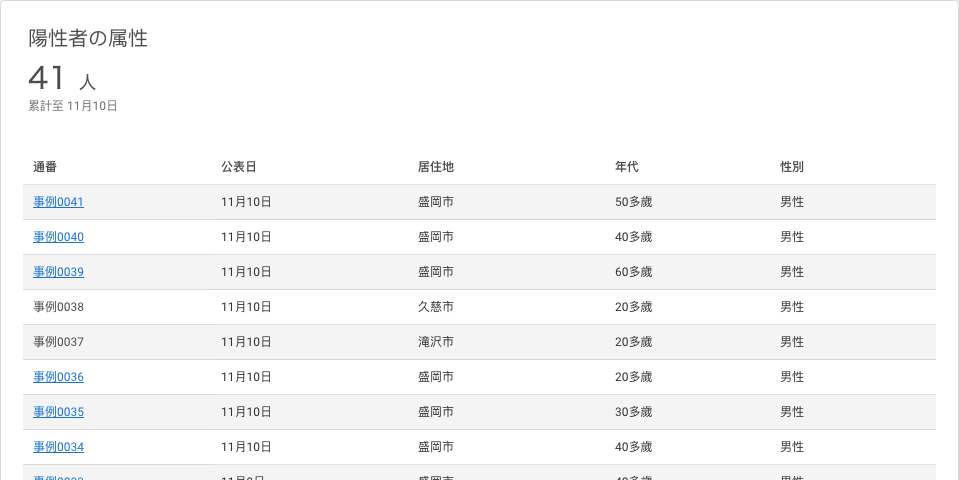 陽性者の属性
41 人
累計至 11月10日
通番 公表日 居住地 年代 性別
事例0041 11月10日 盛岡市 50多歳 男性
事例0040 11月10日 盛岡市 40多歳 男性
事例0039 11月10日 盛岡市 60多歳 男性
事例0038 11月10日 久慈市 20多歳 男性
事例0037 11月10日 滝沢市 20多歳 男性
事例0036 11月10日 盛岡市 20多歳 男性
事例0035 11月10日 盛岡市 30多歳 男性
事例0034 11月10日 盛岡市 40多歳 男性